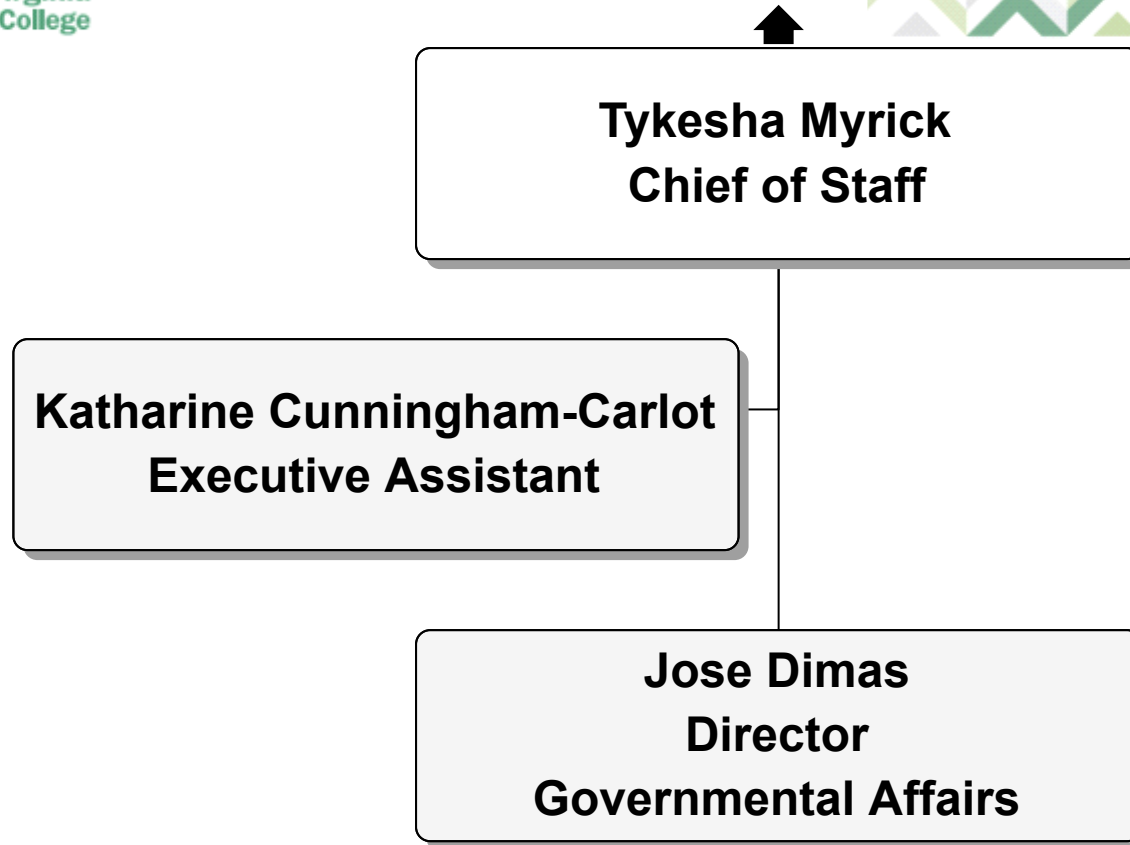 College
Tykesha Myrick
Chief of Staff
Katharine Cunningham-Carlot
Executive Assistant
Jose Dimas
Director
Governmental Affairs